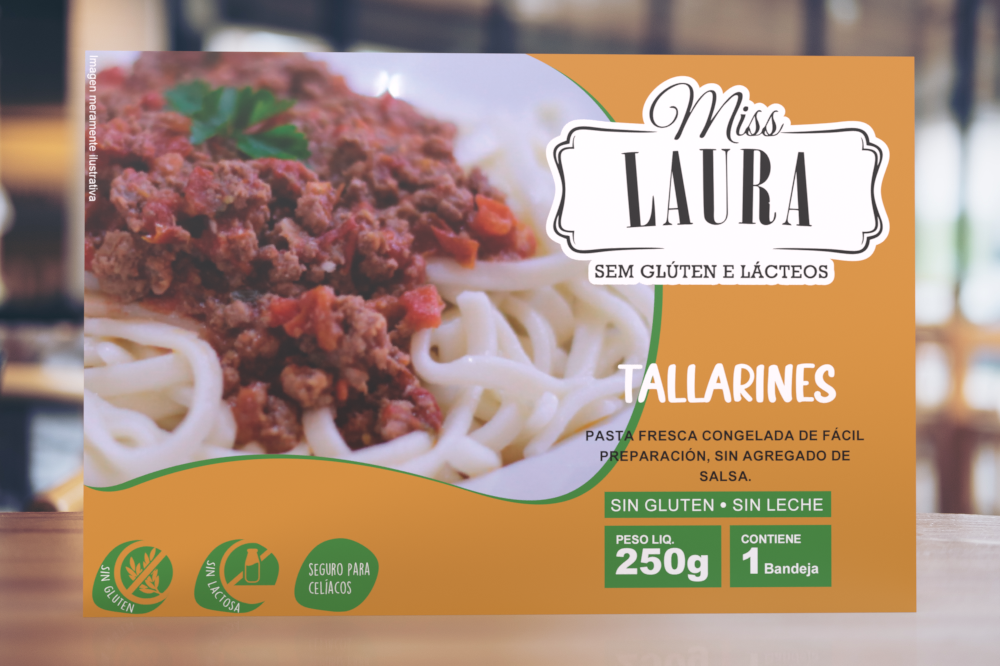 Imagen meramente ilustrativa
Miss
LAURA
SEM GLÚTEN E LÁCTEOS
TALLARINES
PASTA FRESCA CONGELADA DE FÁCIL
PREPARACIÓN, SIN AGREGADO DE
SALSA.
SIN GLUTEN • SIN LECHE
PESO LIQ.
250g
CONTIENE
1 Bandeja
SIN GLUTEN
SIN LACTOSA
SEGURO PARA
CELÍACOS